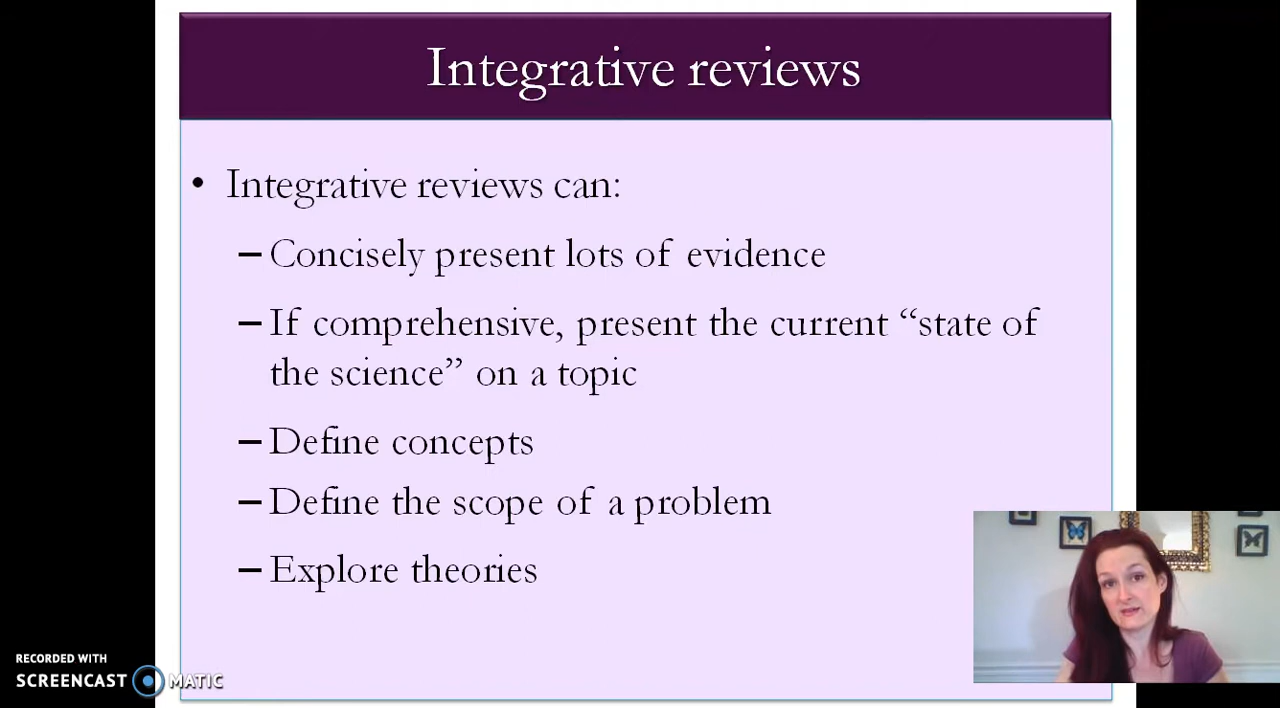 Integrative reviews
• Integrative reviews can:
– Concisely present lots of evidence
– If comprehensive, present the current “state of
the science” on a topic
– Define concepts
– Define the scope of a problem
– Explore theories
RECORDED WITH
SCREENCAST MATIC